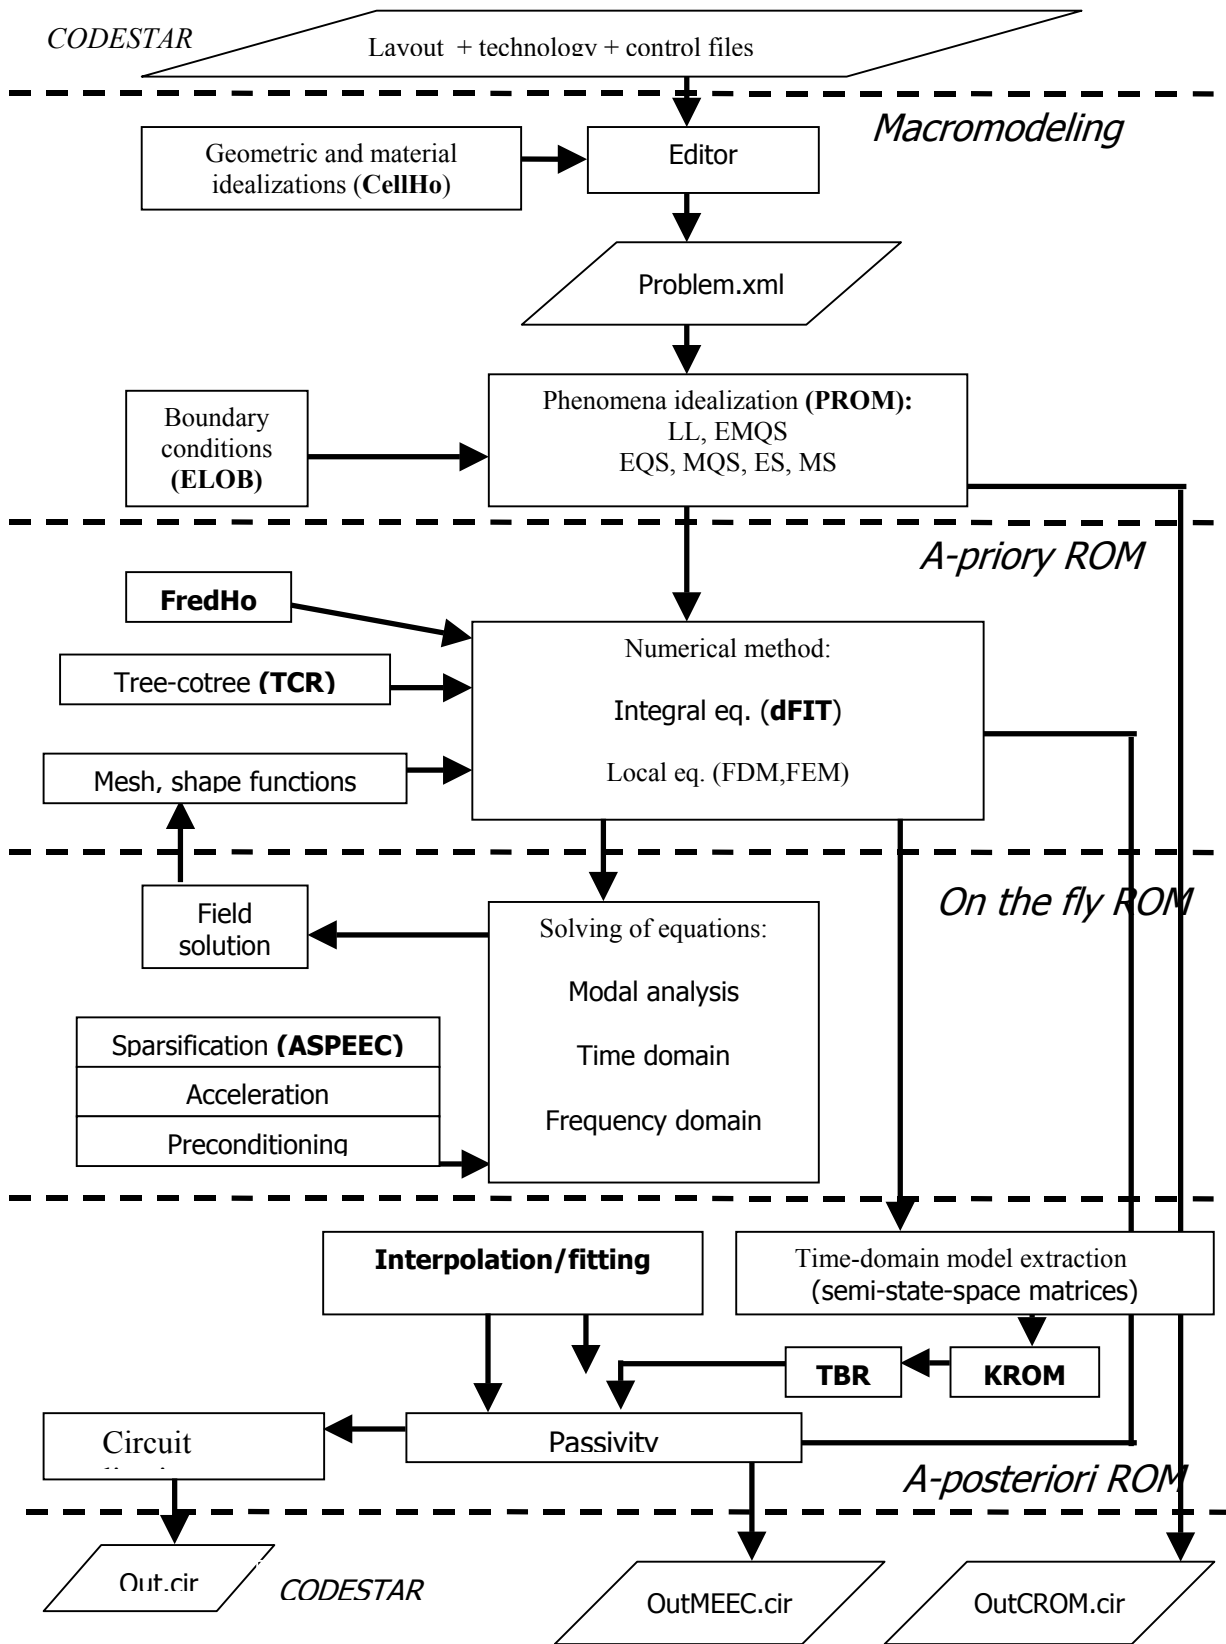 CODESTAR
Layout + technology + control files
Macromodeling
Geometric and material
idealizations (CellHo)
Editor
Problem.xml
Boundary
conditions
(ELOB)
Phenomena idealization (PROM):
LL, EMQS
EQS, MQS, ES, MS
A-priory ROM
FredHo
Tree-cotree (TCR)
Mesh, shape functions
Numerical method:
Integral eq. (dFIT)
Local eq. (FDM,FEM)
On the fly ROM
Field
solution
Solving of equations:
Modal analysis
Time domain
Frequency domain
Sparsification (ASPEEC)
Acceleration
Preconditioning
Interpolation/fitting
Time-domain model extraction
(semi-state-space matrices)
TBR
KROM
Circuit
Passivity
A-posteriori ROM
Out.cir
CODESTAR
OutMEEC.cir
OutCROM.cir